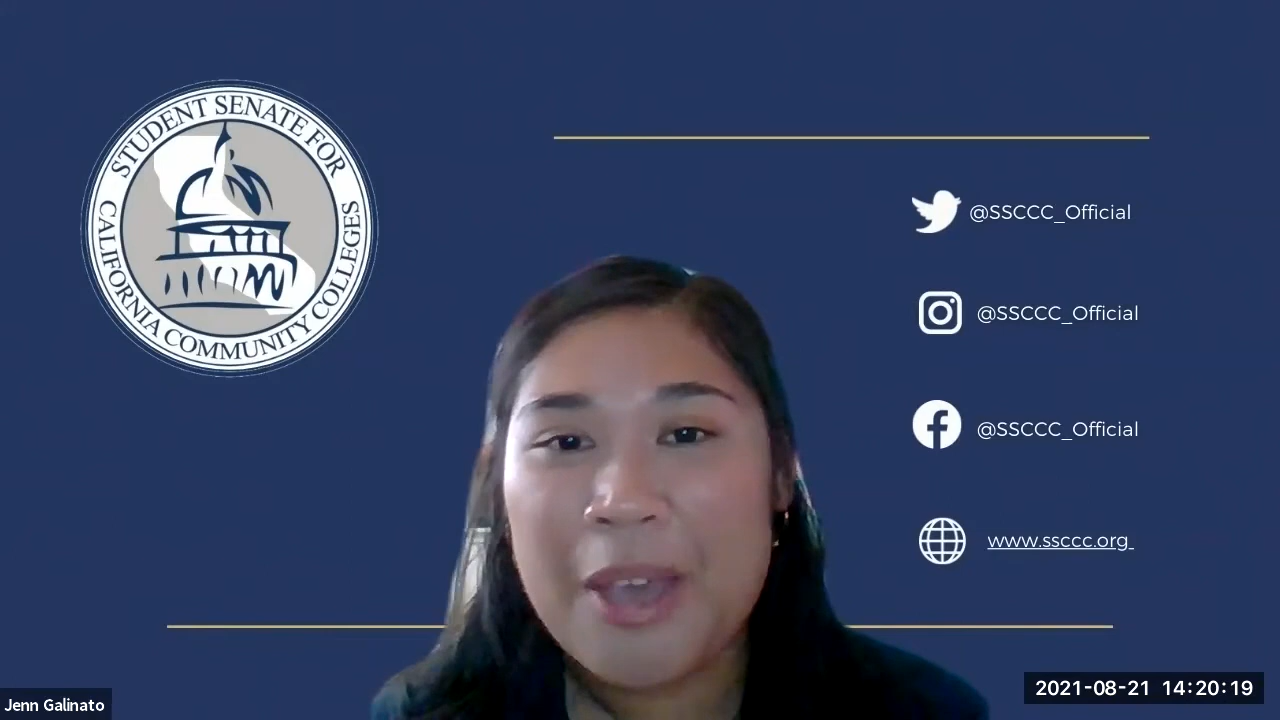 STUDENT SENATE FOR
CALIFORNIA COMMUNITY COLLEGES
@SSCCC_Official
@SSCCC_Official
@SSCCC_Official
www.ssccc.org
Jenn Galinato
2021-08-21 14:20:19